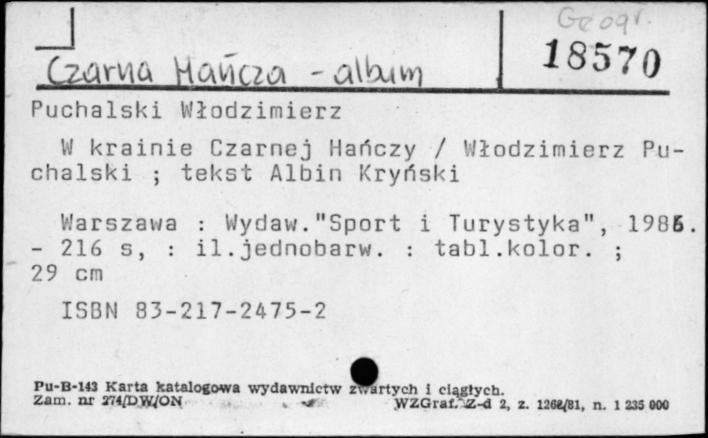 Geogr.
18570
Czarna Hańcza - album
Puchalski Włodzimierz
W krainie Czarnej Hańczy / Włodzimierz Pu-
chalski ; tekst Albin Kryński
Warszawa : Wydaw."Sport i Turystyka", 1986.
- 216 s, : il.jednobarw. : tabl.kolor. ;
29 cm
ISBN 83-217-2475-2
Pu-B-143 Karta katalogowa wydawnictw zwartych i ciągłych.
Zam. nr 274/DW/ON WZGraf. Z-d 2, z. 1268/81, n. 1 235 000